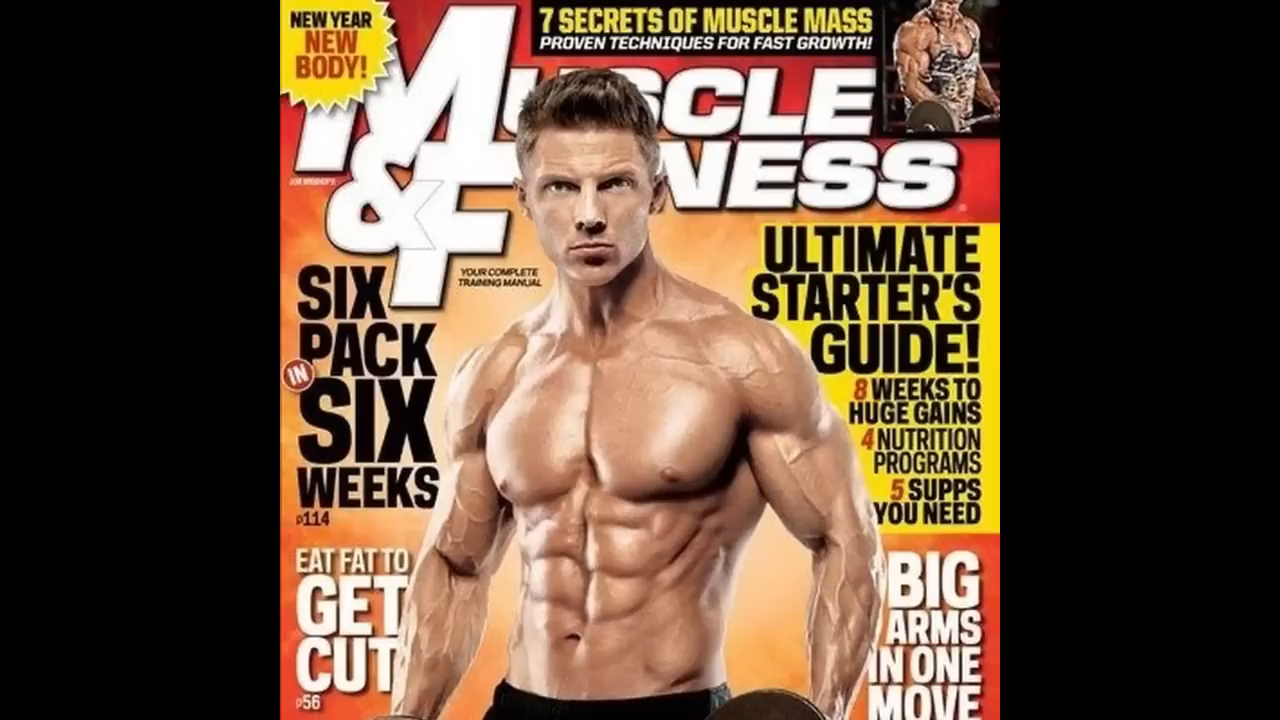 NEW YEAR
NEW
BODY!
7 SECRETS OF MUSCLE MASS
PROVEN TECHNIQUES FOR FAST GROWTH!
M&F
MUSCLE
FITNESS
YOUR COMPLETE
TRAINING MANUAL
SIX
PACK
IN
SIX
WEEKS
p114
EAT FAT TO
GET
CUT
p56
ULTIMATE
STARTER'S
GUIDE!
8 WEEKS TO
HUGE GAINS
4 NUTRITION
PROGRAMS
5 SUPPS
YOU NEED
BIG
ARMS
IN ONE
MOVE